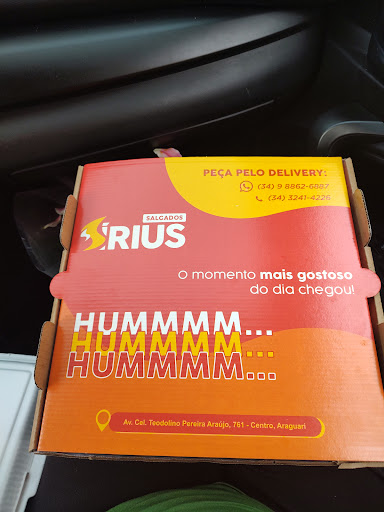 PEÇA PELO DELIVERY:
(34) 9 8862-6887
(34) 3241-4226
SALGADOS
SIRIUS
O momento mais gostoso
do dia chegou!
HUMMMM...
HUMMMM...
HUMMMM...
Av. Cel. Teodolino Pereira Araújo, 761 - Centro, Araguari